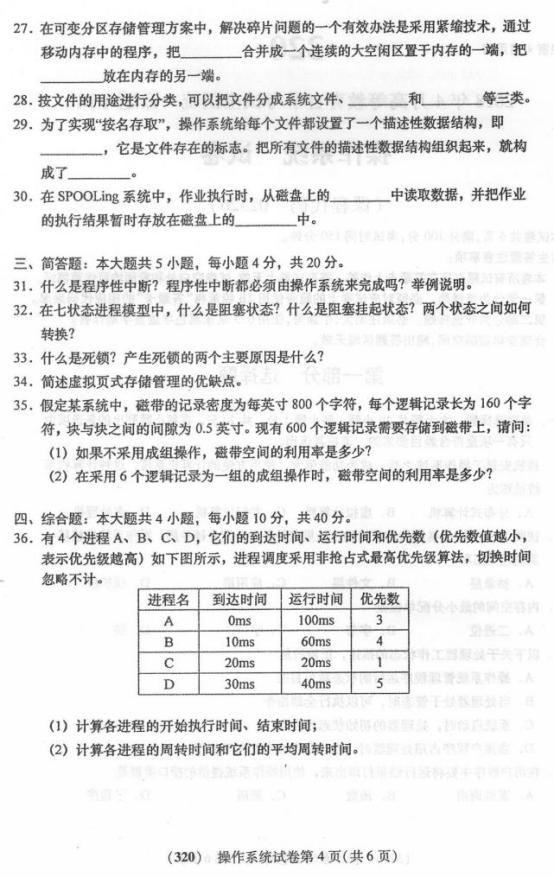 27．在可变分区存储管理方案中，解决碎片问题的一个有效办法是采用紧缩技术，通过
移动内存中的程序，把________合并成一个连续的大空闲区置于内存的一端，把
________放在内存的另一端。
28．按文件的用途进行分类，可以把文件分成系统文件、________和________等三类。
29．为了实现“按名存取”，操作系统给每个文件都设置了一个描述性数据结构，即
________，它是文件存在的标志。把所有文件的描述性数据结构组织起来，就构
成了________。
30．在 SPOOLing 系统中，作业执行时，从磁盘上的________中读取数据，并把作业
的执行结果暂时存放在磁盘上的________中。
三、简答题：本大题共 5 小题，每小题 4 分，共 20 分。
31．什么是程序性中断？程序性中断都必须由操作系统来完成吗？举例说明。
32．在七状态进程模型中，什么是阻塞状态？什么是阻塞挂起状态？两个状态之间如何
转换？
33．什么是死锁？产生死锁的两个主要原因是什么？
34．简述虚拟页式存储管理的优缺点。
35．假定某系统中，磁带的记录密度为每英寸 800 个字符，每个逻辑记录长为 160 个字
符，块与块之间的间隙为 0.5 英寸。现有 600 个逻辑记录需要存储到磁带上，请问：
（1）如果不采用成组操作，磁带空间的利用率是多少？
（2）在采用 6 个逻辑记录为一组的成组操作时，磁带空间的利用率是多少？
四、综合题：本大题共 4 小题，每小题 10 分，共 40 分。
36．有 4 个进程 A、B、C、D，它们的到达时间、运行时间和优先数（优先数值越小，
表示优先级越高）如下图所示，进程调度采用非抢占式最高优先级算法，切换时间
忽略不计。
进程名 到达时间 运行时间 优先数
A 0ms 100ms 3
B 10ms 60ms 4
C 20ms 20ms 1
D 30ms 40ms 5
（1）计算各进程的开始执行时间、结束时间；
（2）计算各进程的周转时间和它们的平均周转时间。
（320）操作系统试卷第 4 页（共 6 页）